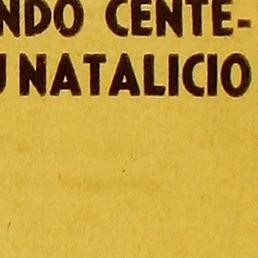 NDO CENTE-
U NATALICIO